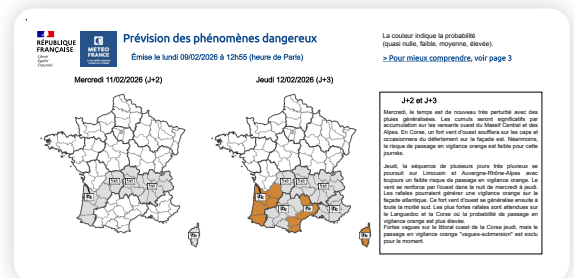 RÉPUBLIQUE
FRANÇAISE
Liberté
Égalité
Fraternité
METEO
FRANCE
Prévision des phénomènes dangereux
Émise le lundi 09/02/2026 à 12h55 (heure de Paris)
La couleur indique la probabilité
(quasi nulle, faible, moyenne, élevée).
> Pour mieux comprendre, voir page 3
Mercredi 11/02/2026 (J+2)
Jeudi 12/02/2026 (J+3)
J+2 et J+3
Mercredi, le temps est de nouveau très perturbé avec des
pluies généralisées. Les cumuls seront significatifs par
accumulation sur les versants ouest du Massif Central et des
Alpes. En Corse, un fort vent d'ouest soufflera sur les caps et
occasionnera du déferlement sur la façade est. Néanmoins,
le risque de passage en vigilance orange est faible pour cette
journée.
Jeudi, la séquence de plusieurs jours très pluvieux se
poursuit sur Limousin et Auvergne-Rhône-Alpes avec
toujours un faible risque de passage en vigilance orange. Le
vent se renforce par l'ouest dans la nuit de mercredi à jeudi.
Les rafales pourraient générer une vigilance orange sur la
façade atlantique. Ce fort vent d'ouest se généralise ensuite à
toute la moitié sud. Les plus fortes rafales sont attendues sur
le Languedoc et la Corse où la probabilité de passage en
vigilance orange est plus élevée.
Fortes vagues sur le littoral ouest de la Corse jeudi, mais le
passage en vigilance orange "vagues-submersion" est exclu
pour le moment.